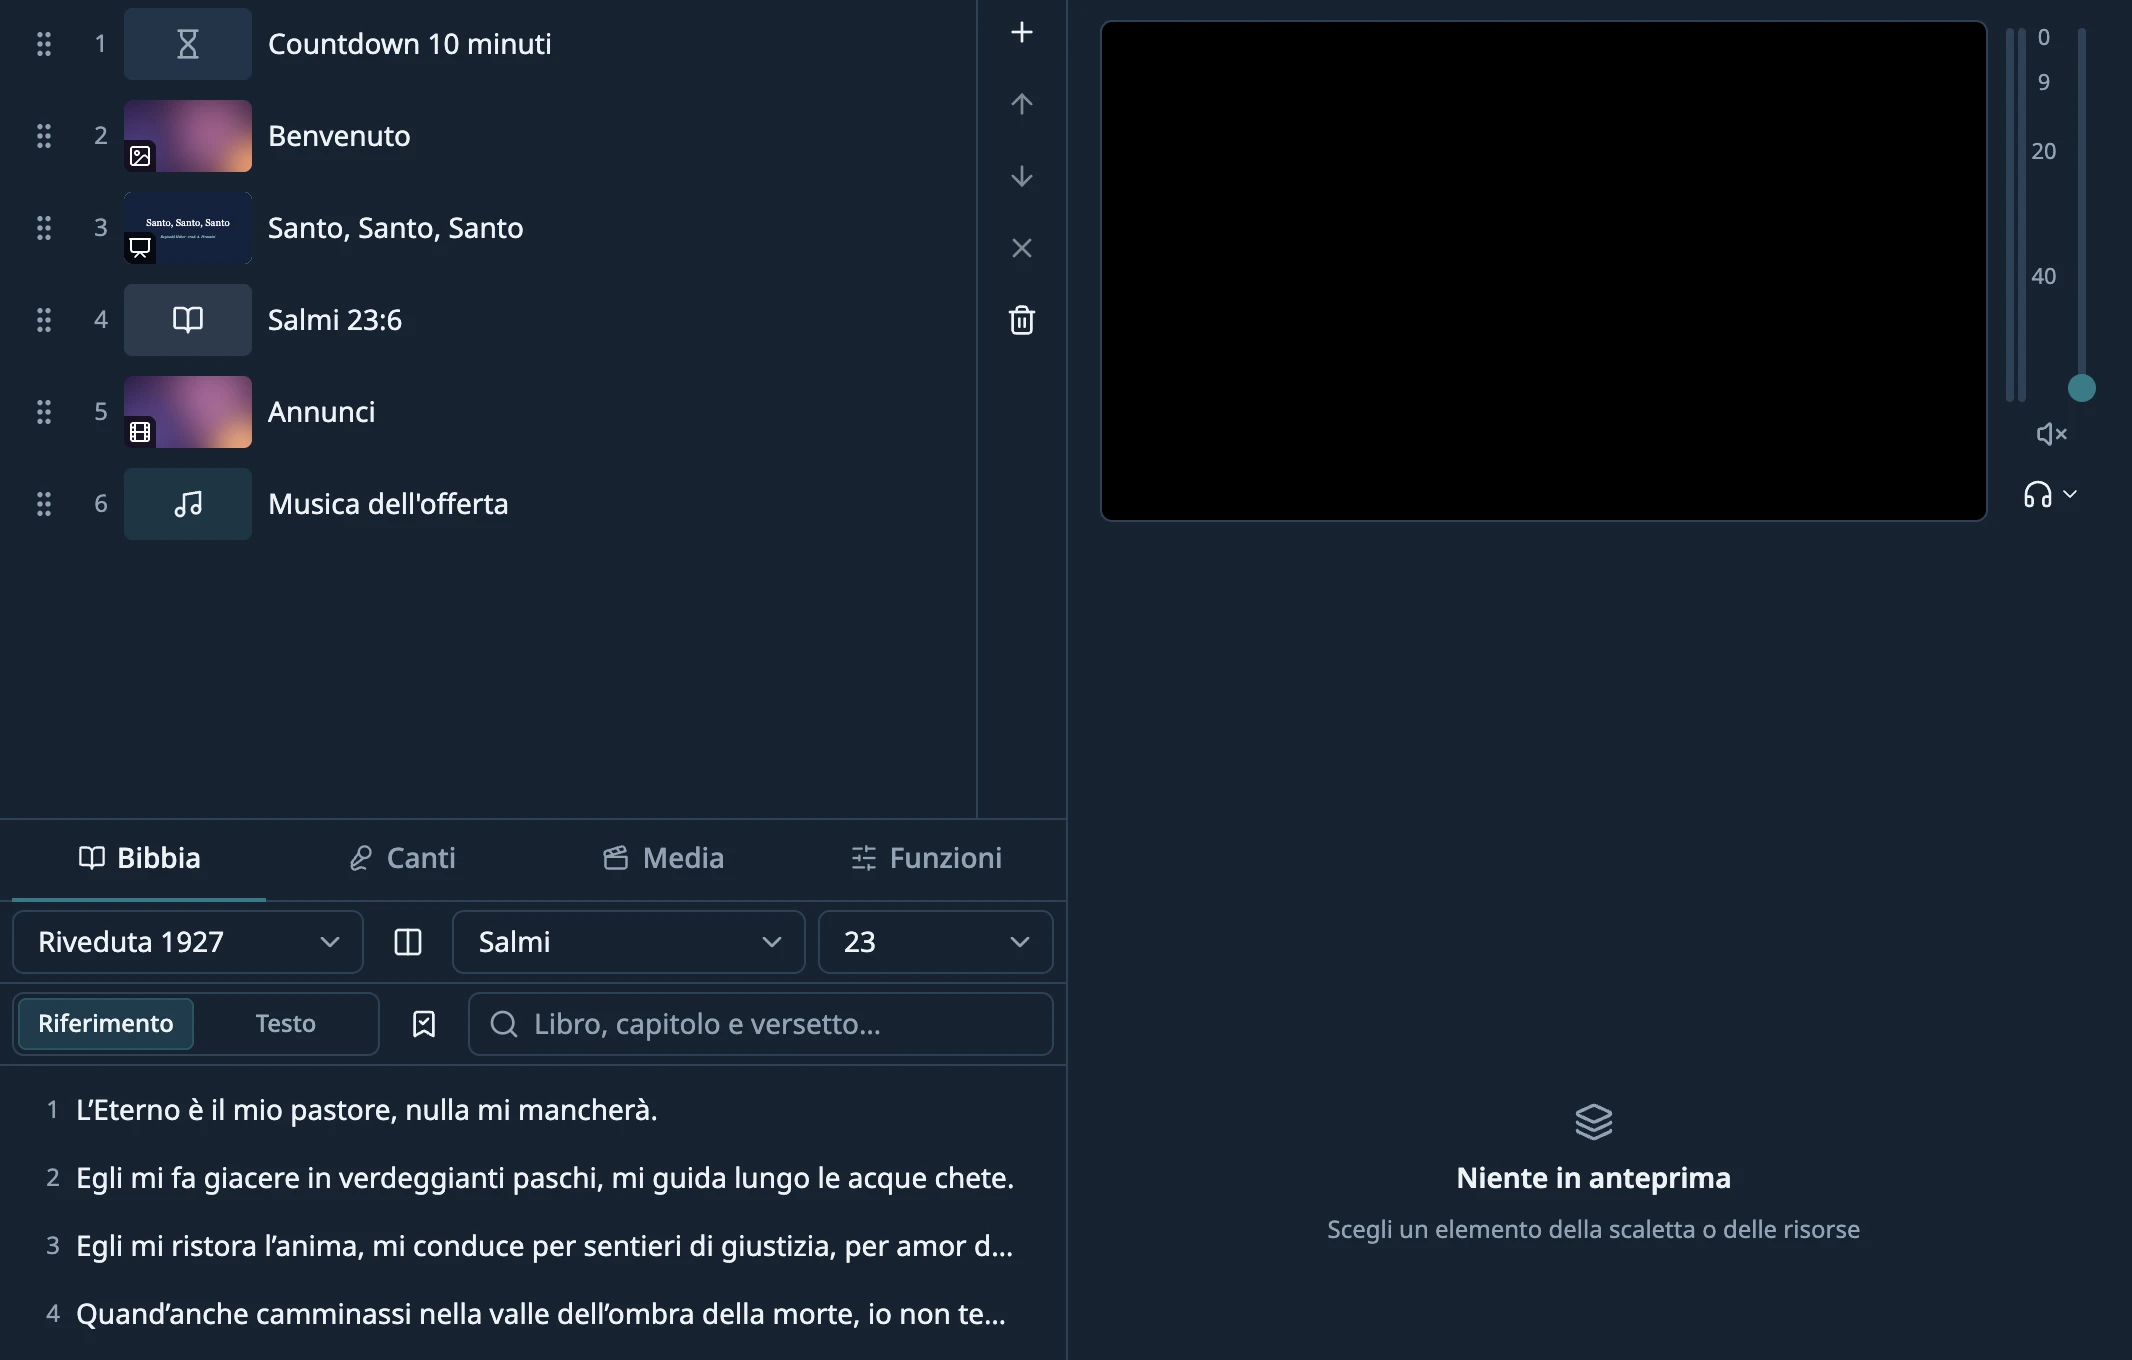 1 Countdown 10 minuti
2 Benvenuto
3 Santo, Santo, Santo Santo, Santo, Santo
4 Salmi 23:6
5 Annunci
6 Musica dell'offerta
0
9
20
40
Bibbia Canti Media Funzioni
Riveduta 1927 Salmi 23
Riferimento Testo Libro, capitolo e versetto...
1 L’Eterno è il mio pastore, nulla mi mancherà.
2 Egli mi fa giacere in verdeggianti paschi, mi guida lungo le acque chete.
3 Egli mi ristora l’anima, mi conduce per sentieri di giustizia, per amor d...
4 Quand’anche camminassi nella valle dell’ombra della morte, io non te...
Niente in anteprima
Scegli un elemento della scaletta o delle risorse